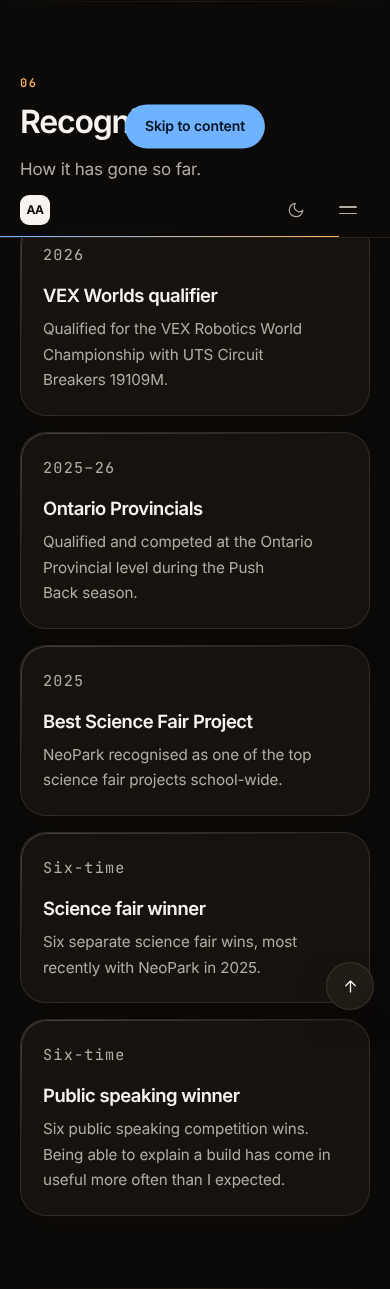 06
Recogn
Skip to content
How it has gone so far.
AA
2026
VEX Worlds qualifier
Qualified for the VEX Robotics World
Championship with UTS Circuit
Breakers 19109M.
2025–26
Ontario Provincials
Qualified and competed at the Ontario
Provincial level during the Push
Back season.
2025
Best Science Fair Project
NeoPark recognised as one of the top
science fair projects school-wide.
Six-time
Science fair winner
Six separate science fair wins, most
recently with NeoPark in 2025.
Six-time
Public speaking winner
Six public speaking competition wins.
Being able to explain a build has come in
useful more often than I expected.